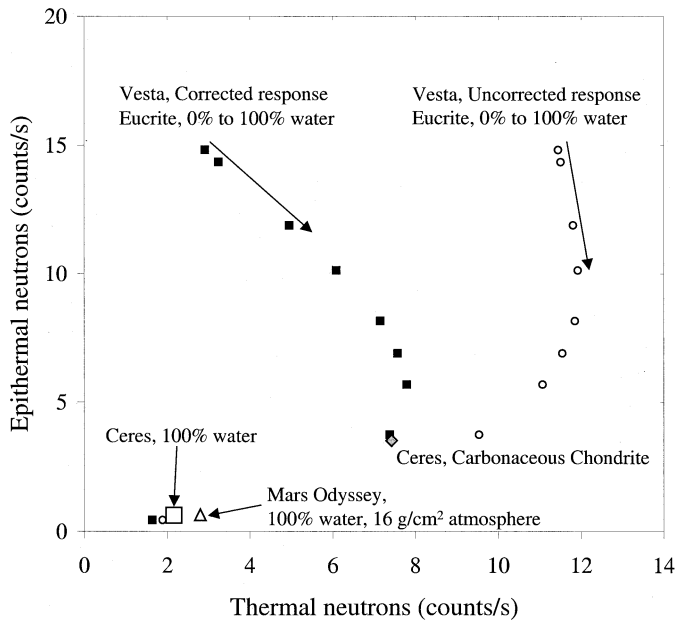 20
15
10
5
0
Epithermal neutrons (counts/s)
Vesta, Corrected response
Eucrite, 0% to 100% water
Vesta, Uncorrected response
Eucrite, 0% to 100% water
Ceres, 100% water
Ceres, Carbonaceous Chondrite
Mars Odyssey,
100% water, 16 g/cm² atmosphere
0 2 4 6 8 10 12 14
Thermal neutrons (counts/s)